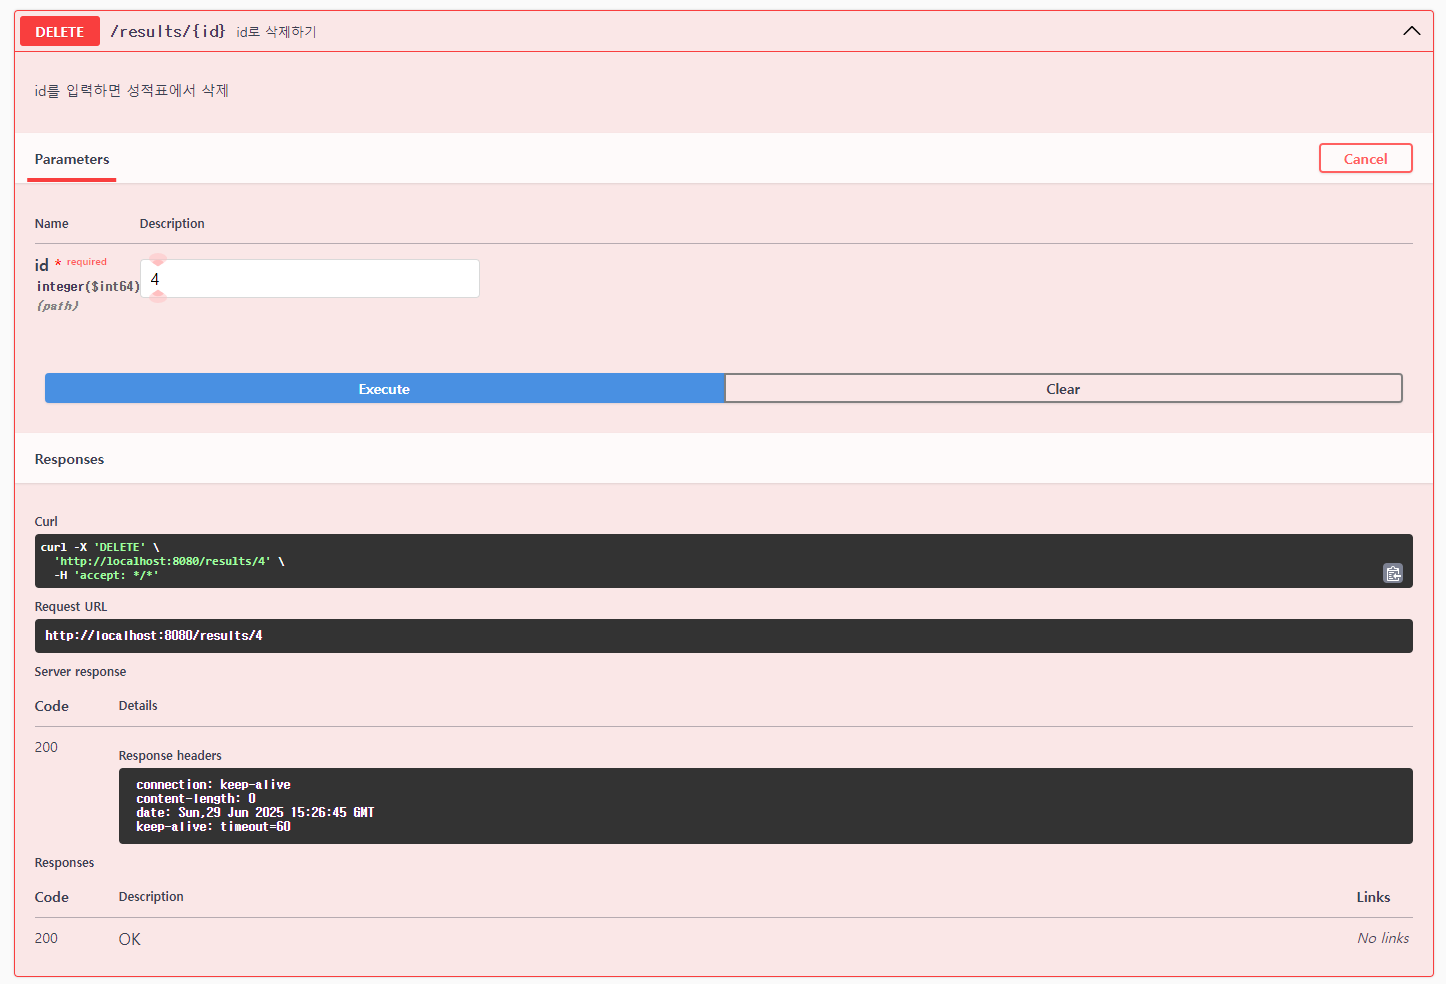 DELETE /results/{id} id로 삭제하기
id를 입력하면 성적표에서 삭제
Parameters
Cancel
Name Description
id * required
integer($int64)
(path)
4
Execute Clear
Responses
Curl
curl -X 'DELETE' \
'http://localhost:8080/results/4' \
-H 'accept: */*'
Request URL
http://localhost:8080/results/4
Server response
Code Details
200
Response headers
connection: keep-alive
content-length: 0
date: Sun,29 Jun 2025 15:26:45 GMT
keep-alive: timeout=60
Responses
Code Description Links
200 OK No links